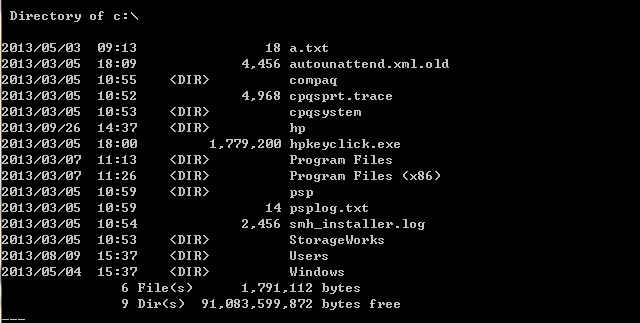 Directory of c:\
2013/05/03  09:13                18 a.txt
2013/03/05  18:09             4,456 autounattend.xml.old
2013/03/05  10:55    <DIR>          compaq
2013/03/05  10:52             4,968 cpqsprt.trace
2013/03/05  10:53    <DIR>          cpqsystem
2013/09/26  14:37    <DIR>          hp
2013/03/05  18:00         1,779,200 hpkeyclick.exe
2013/03/07  11:13    <DIR>          Program Files
2013/03/07  11:26    <DIR>          Program Files (x86)
2013/03/05  10:59    <DIR>          psp
2013/03/05  10:59                14 psplog.txt
2013/03/05  10:54             2,456 smh_installer.log
2013/03/05  10:53    <DIR>          StorageWorks
2013/08/09  15:37    <DIR>          Users
2013/05/04  15:37    <DIR>          Windows
6 File(s)      1,791,112 bytes
9 Dir(s)  91,083,599,872 bytes free